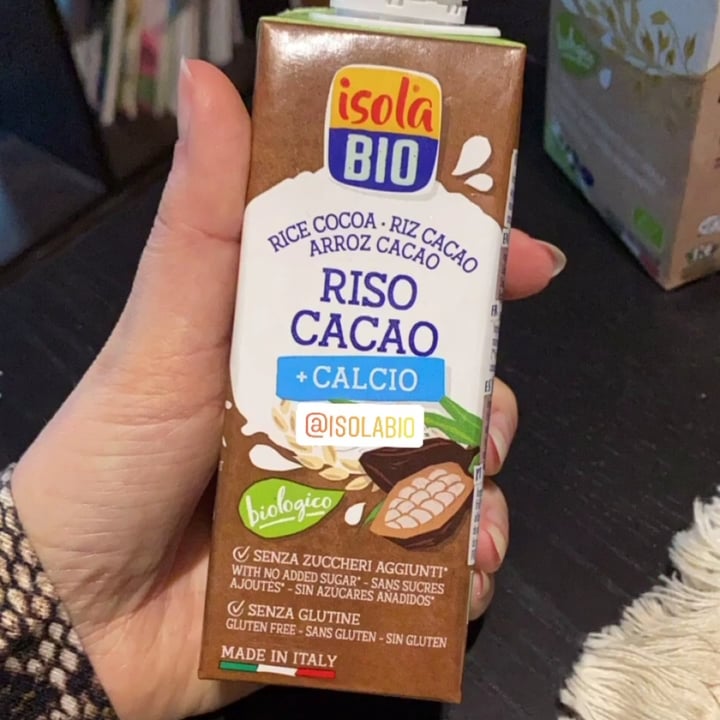 isola
BIO
RICE COCOA • RIZ CACAO
ARROZ CACAO
RISO
CACAO
+ CALCIO
@ISOLABIO
biologico
SENZA ZUCCHERI AGGIUNTI*
WITH NO ADDED SUGAR* - SANS SUCRES
AJOUTÉS* - SIN AZÚCARES AÑADIDOS*
SENZA GLUTINE
GLUTEN FREE - SANS GLUTEN - SIN GLUTEN
MADE IN ITALY